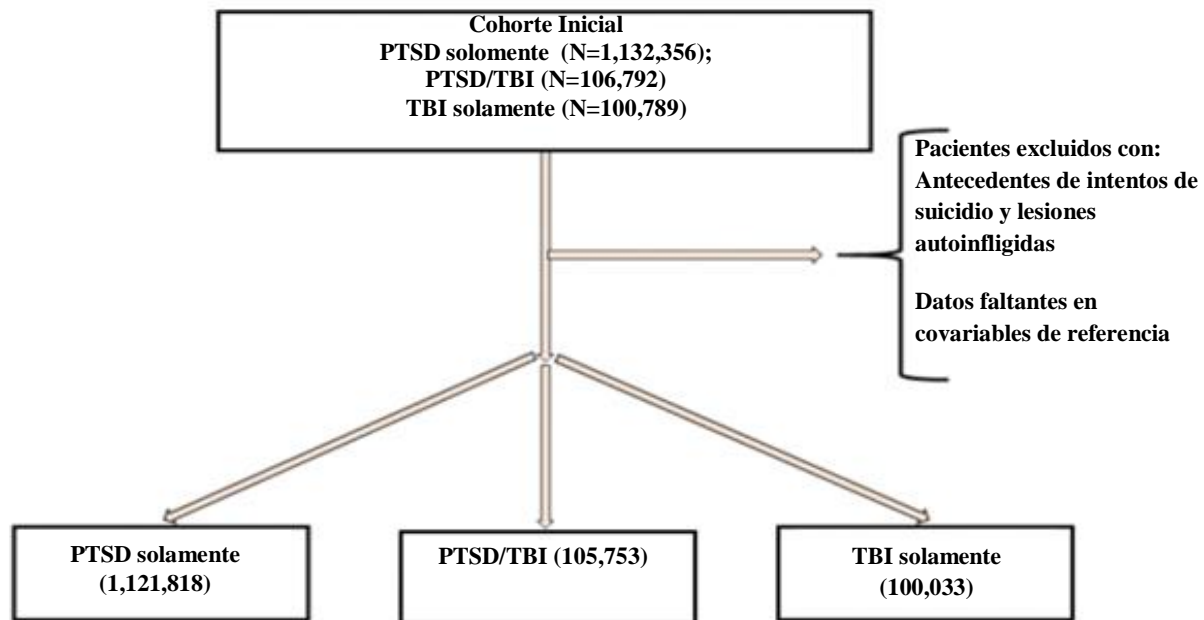 Cohorte Inicial
PTSD solomente (N=1,132,356);
PTSD/TBI (N=106,792)
TBI solamente (N=100,789)
Pacientes excluidos con:
Antecedentes de intentos de
suicidio y lesiones
autoinfligidas
Datos faltantes en
covariables de referencia
PTSD solamente
(1,121,818)
PTSD/TBI (105,753)
TBI solamente
(100,033)